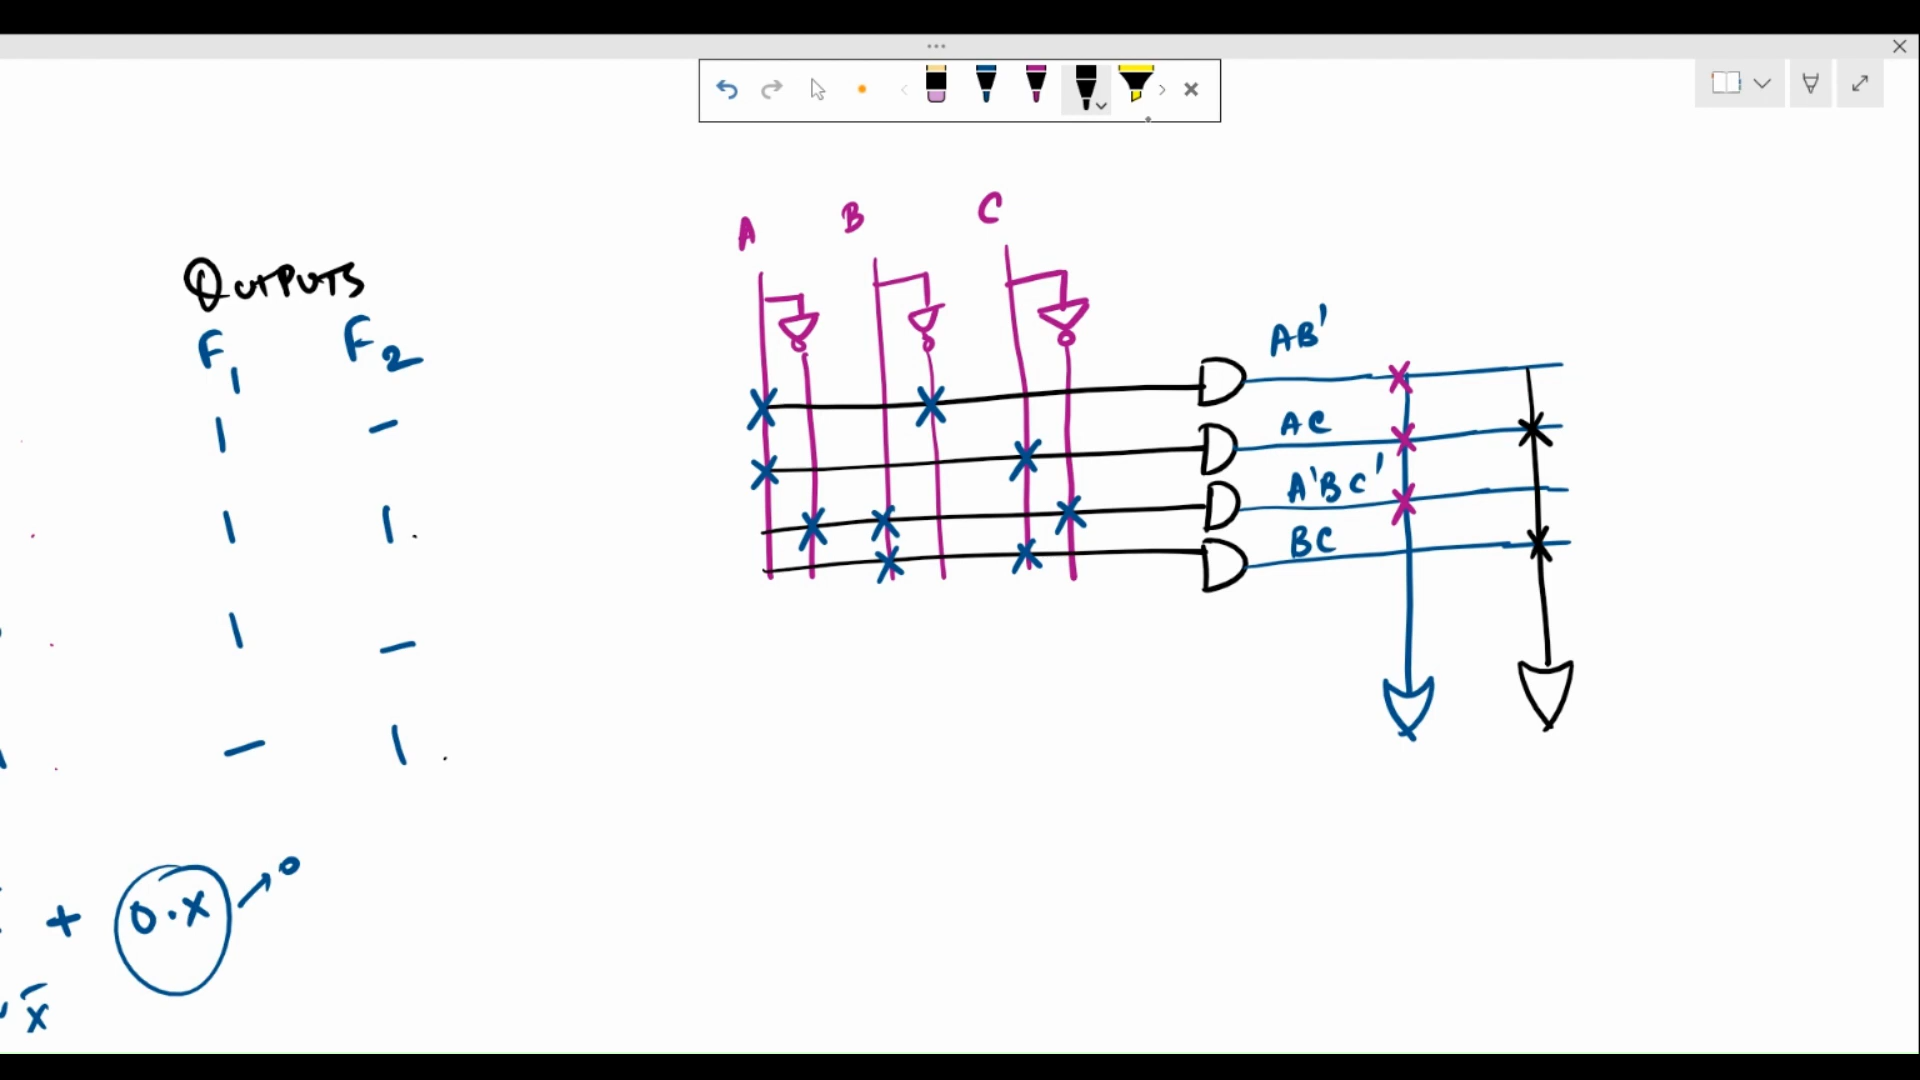 A B C
OUTPUTS
F1 F2
AB'
1 - AC
1 1 A'BC'
BC
1 -
- 1
+ 0.X → 0
x̄